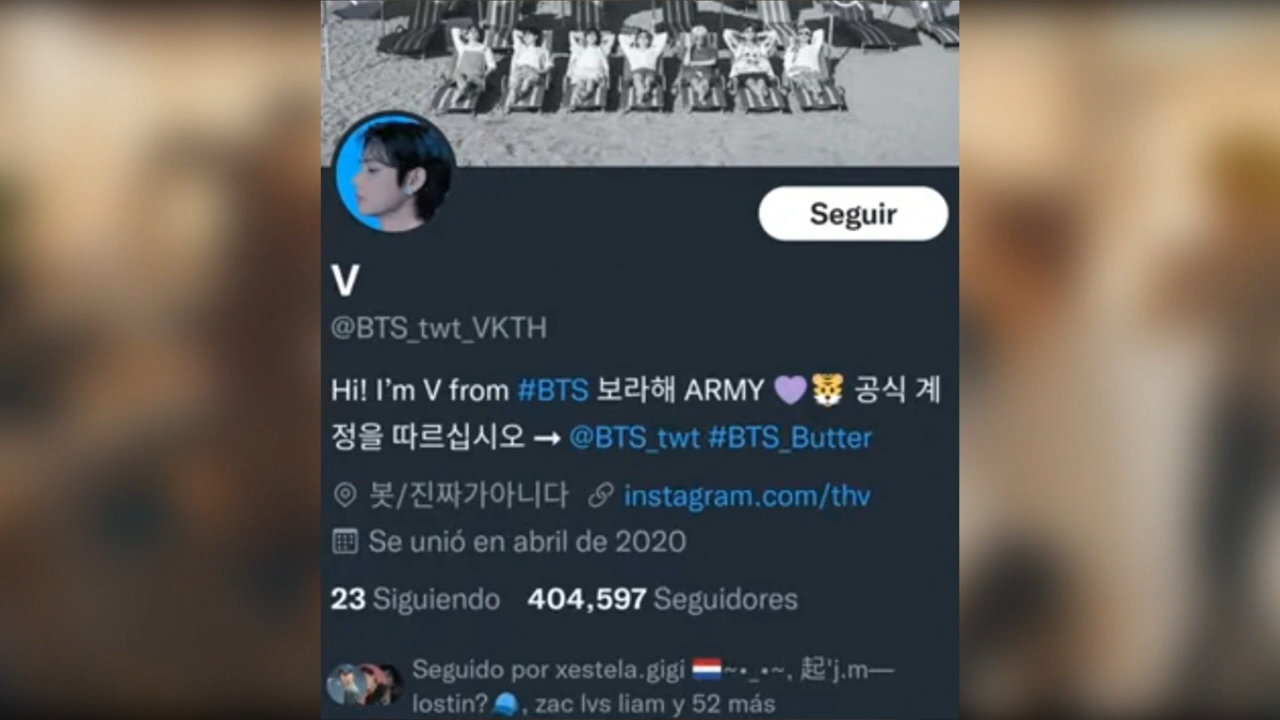 Seguir
V
@BTS_twt_VKTH
Hi! I'm V from #BTS 보라해 ARMY 💜🐯 공식 계
정을 따르십시오 → @BTS_twt #BTS_Butter
봇/진짜가아니다 instagram.com/thv
Se unió en abril de 2020
23 Siguiendo 404,597 Seguidores
Seguido por xestela.gigi 🇳🇱~•_•~, 起'j.m—
lostin?🧢, zac lvs liam y 52 más